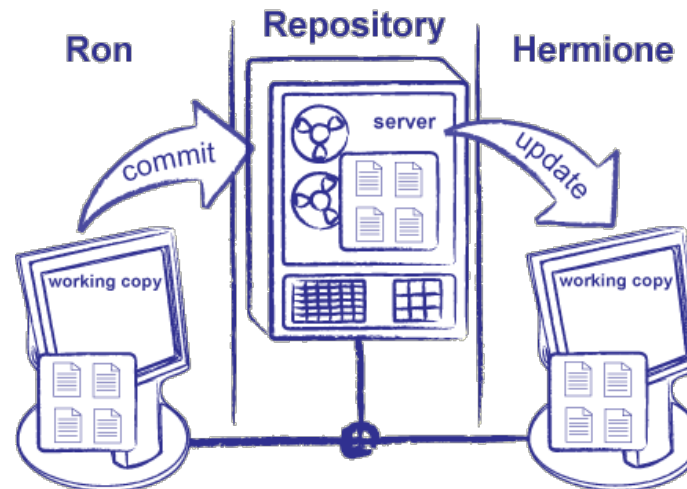 Ron
Repository
Hermione
server
commit
update
working copy
working copy